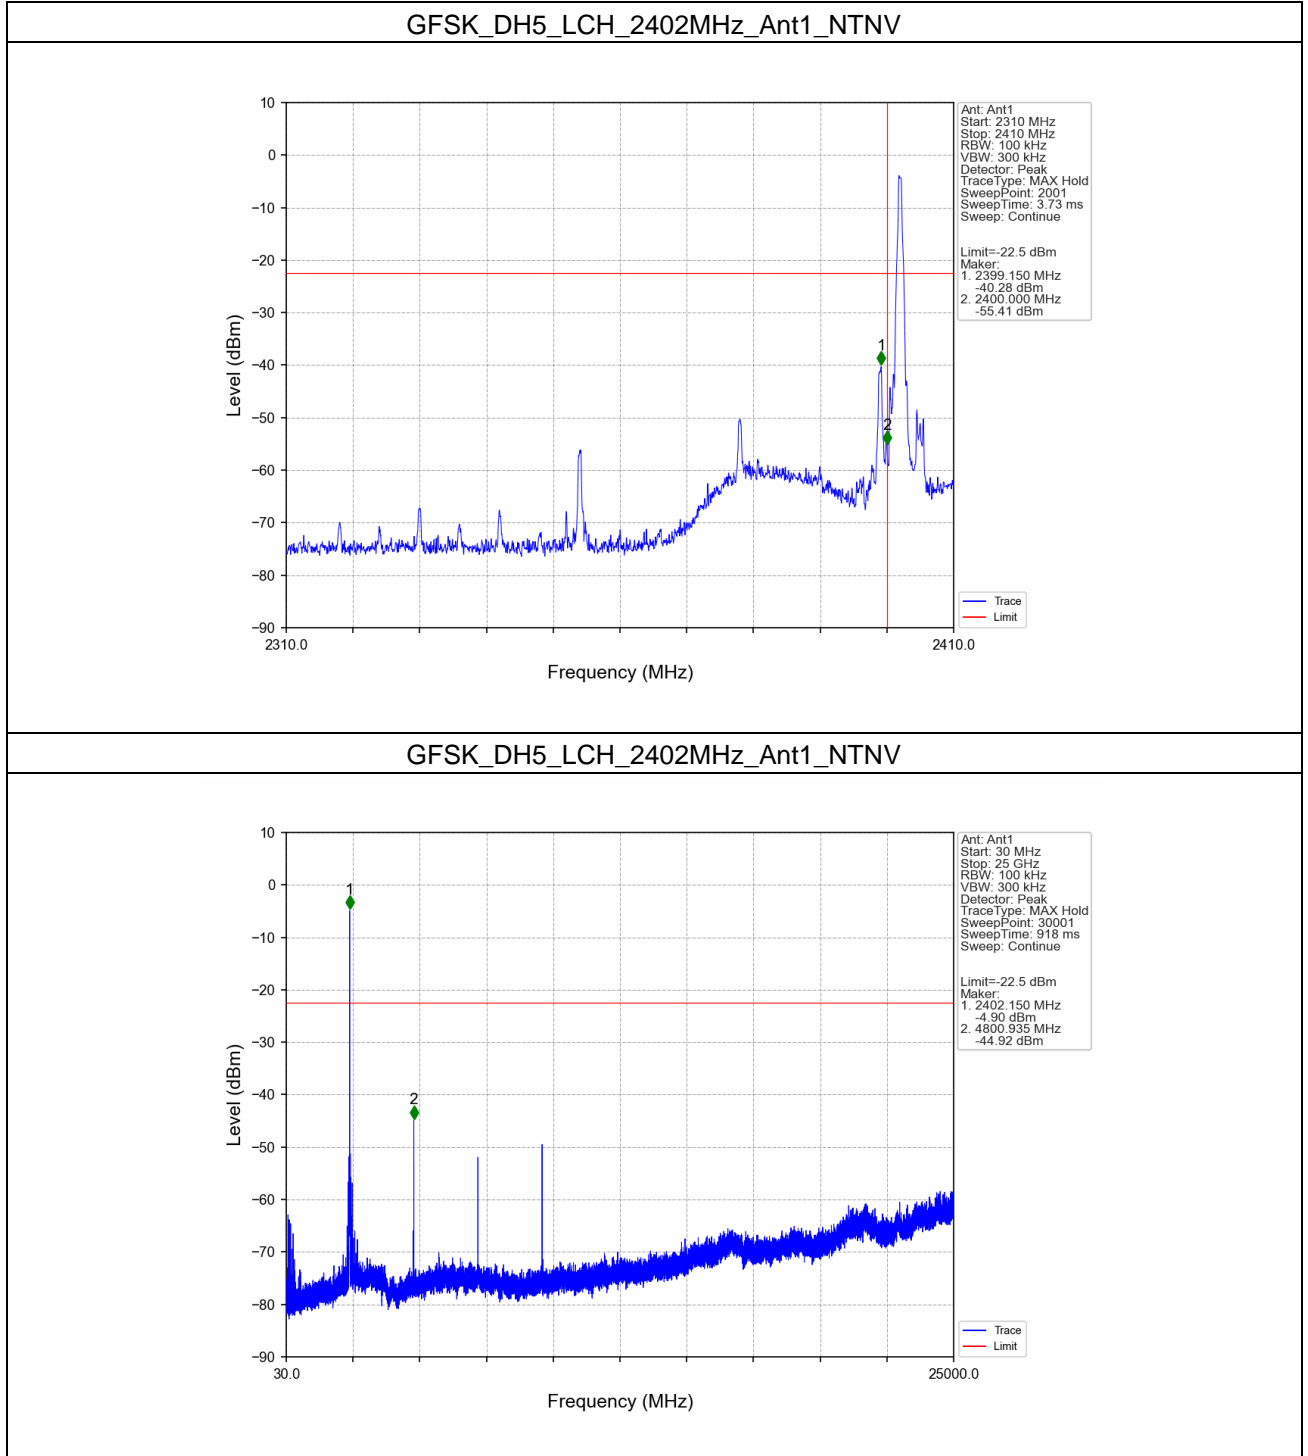 GFSK_DH5_LCH_2402MHz_Ant1_NTNV
10
0
−10
−20
−30
−40
−50
−60
−70
−80
−90
Level (dBm)
2310.0
2410.0
Frequency (MHz)
1
2
Ant: Ant1
Start: 2310 MHz
Stop: 2410 MHz
RBW: 100 kHz
VBW: 300 kHz
Detector: Peak
TraceType: MAX Hold
SweepPoint: 2001
SweepTime: 3.73 ms
Sweep: Continue
Limit=-22.5 dBm
Maker:
1. 2399.150 MHz
-40.28 dBm
2. 2400.000 MHz
-55.41 dBm
Trace
Limit
GFSK_DH5_LCH_2402MHz_Ant1_NTNV
10
0
−10
−20
−30
−40
−50
−60
−70
−80
−90
Level (dBm)
30.0
25000.0
Frequency (MHz)
1
2
Ant: Ant1
Start: 30 MHz
Stop: 25 GHz
RBW: 100 kHz
VBW: 300 kHz
Detector: Peak
TraceType: MAX Hold
SweepPoint: 30001
SweepTime: 918 ms
Sweep: Continue
Limit=-22.5 dBm
Maker:
1. 2402.150 MHz
-4.90 dBm
2. 4800.935 MHz
-44.92 dBm
Trace
Limit